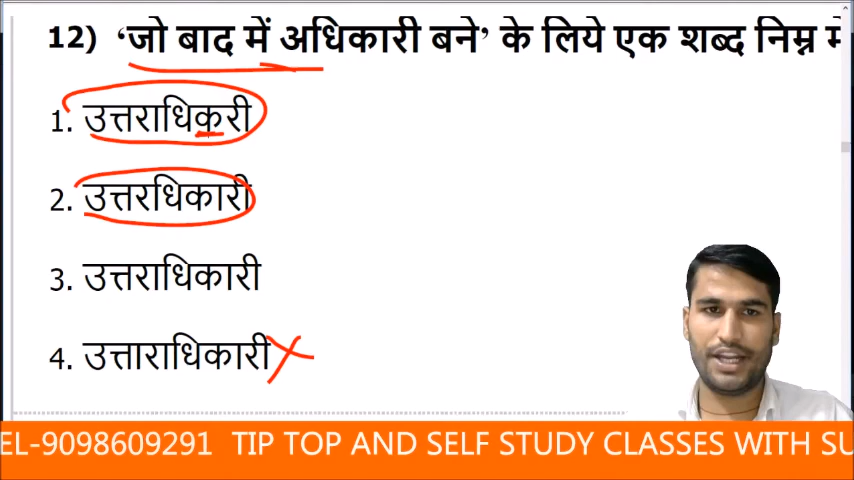 12) ‘जो बाद में अधिकारी बने’ के लिये एक शब्द निम्न में
1. उत्तराधिकरी
2. उत्तरधिकारी
3. उत्तराधिकारी
4. उत्ताराधिकारी
EL-9098609291 TIP TOP AND SELF STUDY CLASSES WITH SU